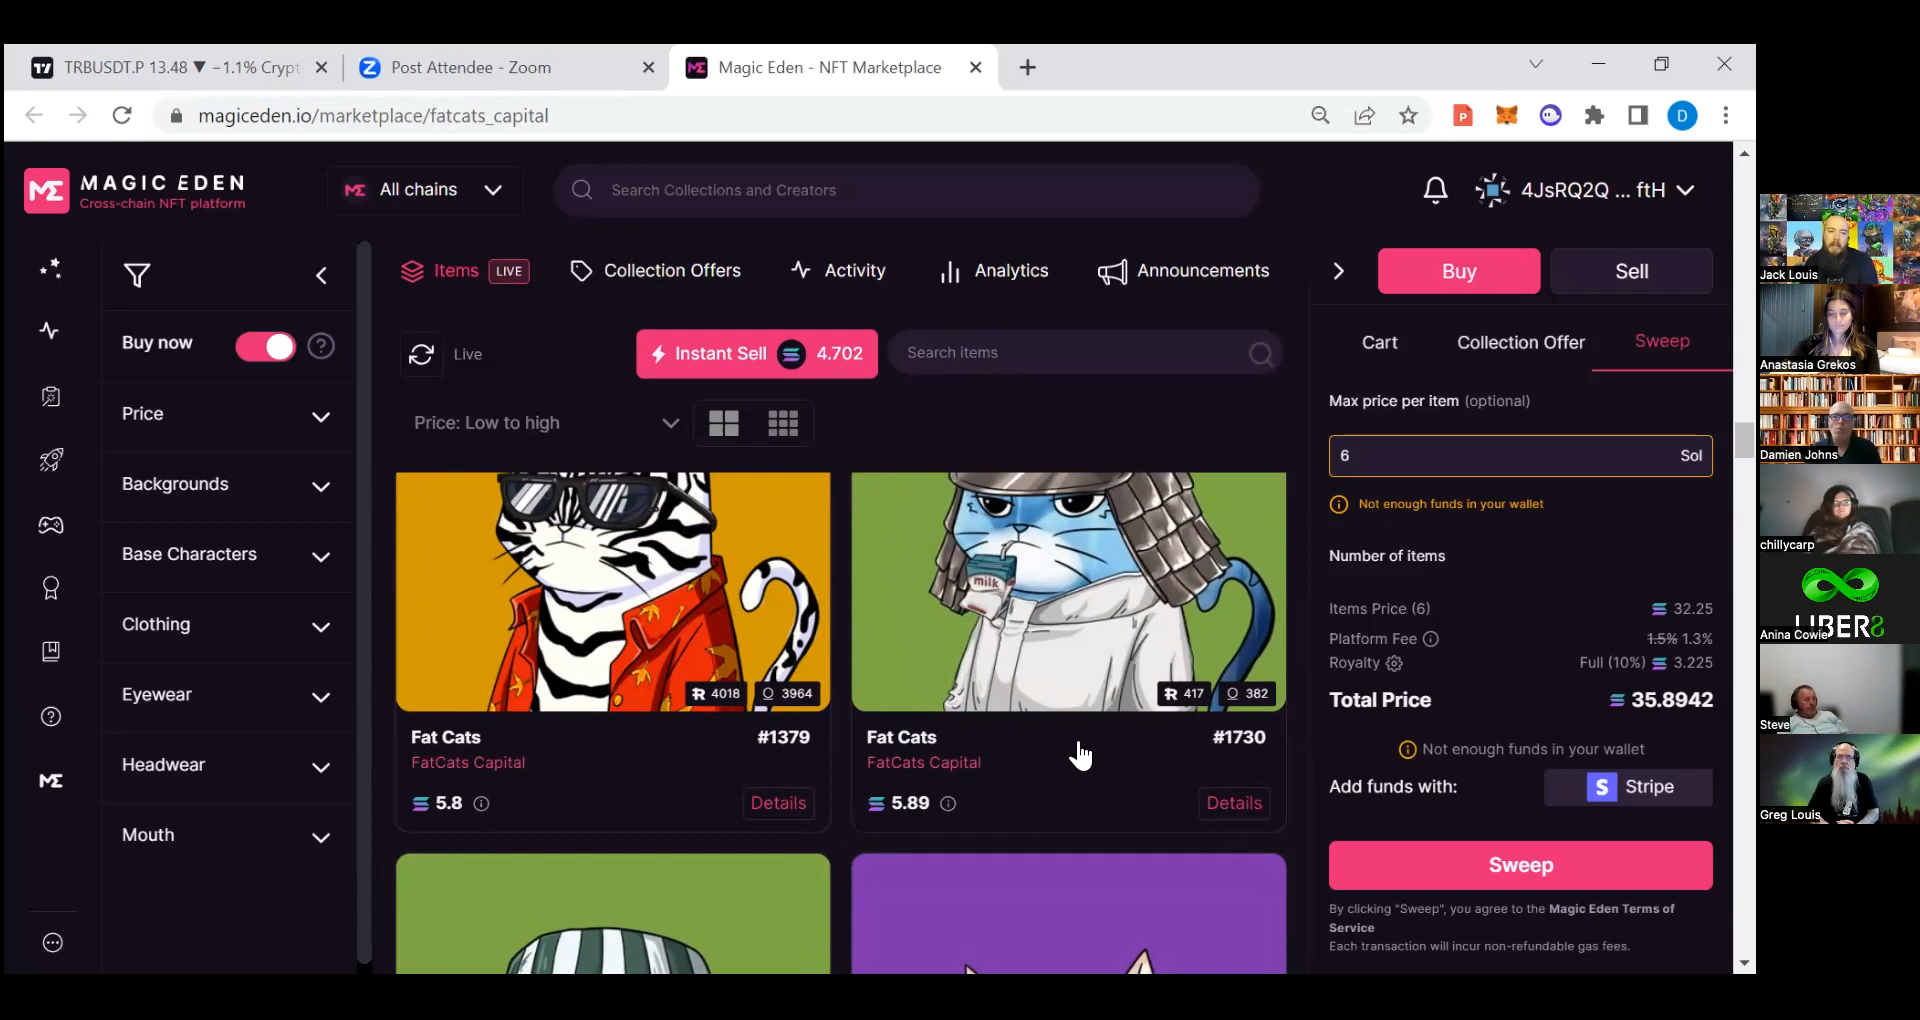 TRBUSDT.P 13.48 ▼ −1.1% Crypt
Post Attendee - Zoom
Magic Eden - NFT Marketplace
magiceden.io/marketplace/fatcats_capital
P
D
ME
MAGIC EDEN
Cross-chain NFT platform
ME
All chains
Search Collections and Creators
4JsRQ2Q ... ftH
Items LIVE
Collection Offers
Activity
Analytics
Announcements
Buy
Sell
Buy now
Live
Instant Sell 4.702
Search items
Cart
Collection Offer
Sweep
Price
Price: Low to high
Max price per item (optional)
6 Sol
Not enough funds in your wallet
Backgrounds
Base Characters
Clothing
Eyewear
Headwear
Mouth
ME
milk
4018
3964
417
382
Fat Cats #1379
FatCats Capital
5.8
Details
Fat Cats #1730
FatCats Capital
5.89
Details
Number of items
Items Price (6) 32.25
Platform Fee 1.5% 1.3%
Royalty Full (10%) 3.225
Total Price 35.8942
Not enough funds in your wallet
Add funds with:
S Stripe
Sweep
By clicking "Sweep", you agree to the Magic Eden Terms of
Service
Each transaction will incur non-refundable gas fees.
Jack Louis
Anastasia Grekos
Damien Johns
chillycarp
LIBER8
Anina Cowie
Steve
Greg Louis